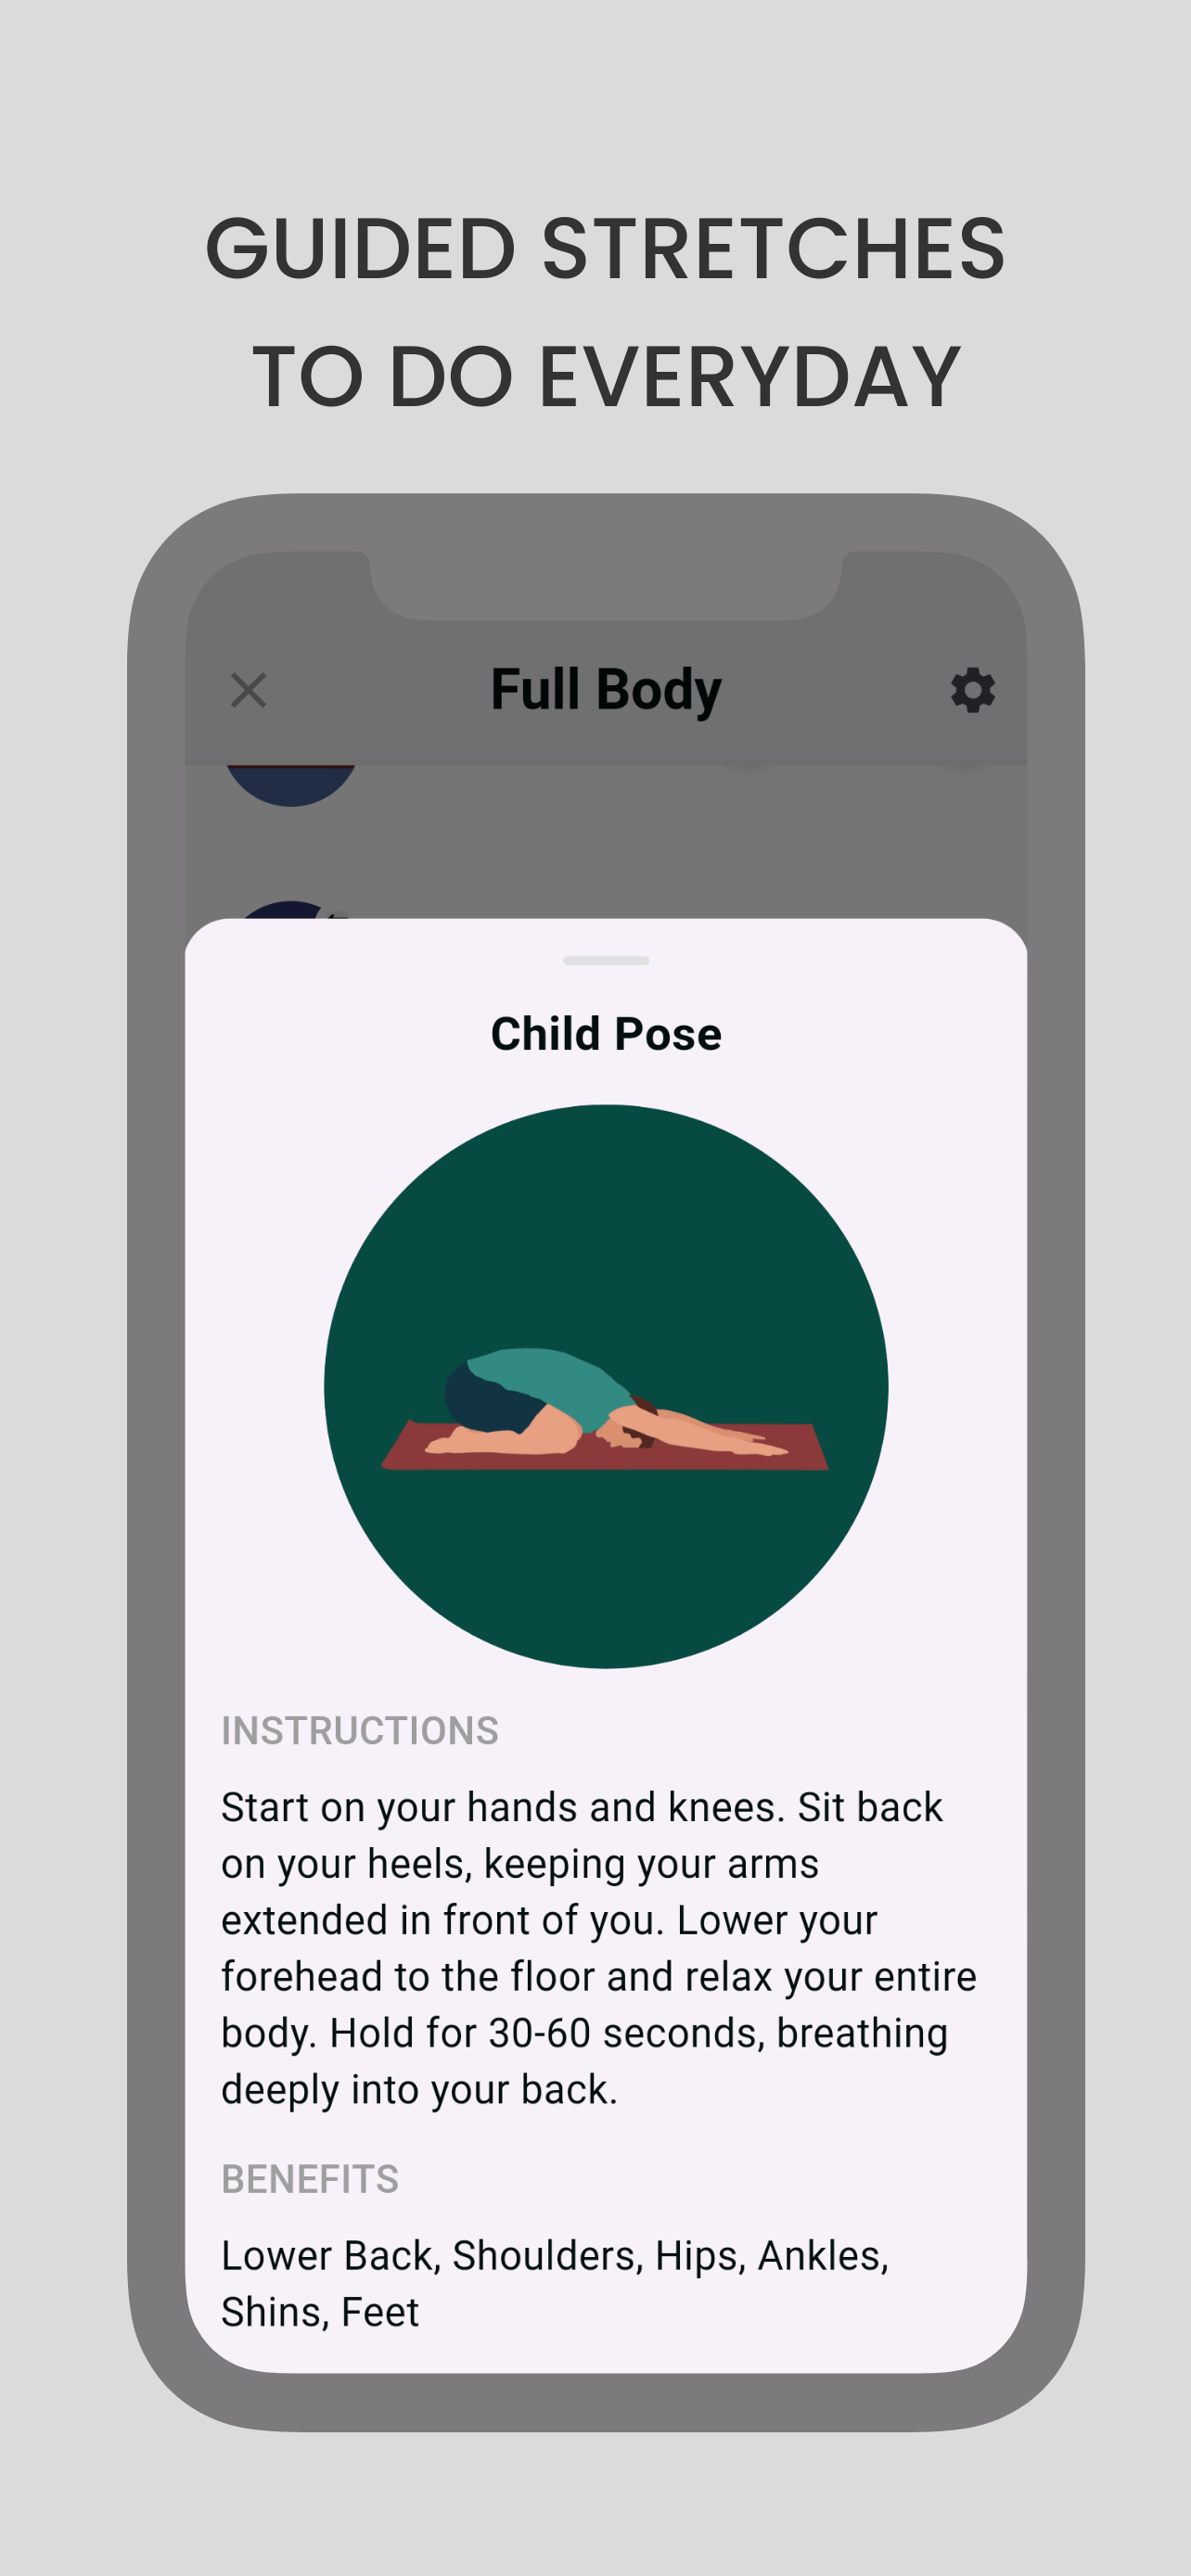 GUIDED STRETCHES
TO DO EVERYDAY
Full Body
Child Pose
INSTRUCTIONS
Start on your hands and knees. Sit back
on your heels, keeping your arms
extended in front of you. Lower your
forehead to the floor and relax your entire
body. Hold for 30-60 seconds, breathing
deeply into your back.
BENEFITS
Lower Back, Shoulders, Hips, Ankles,
Shins, Feet